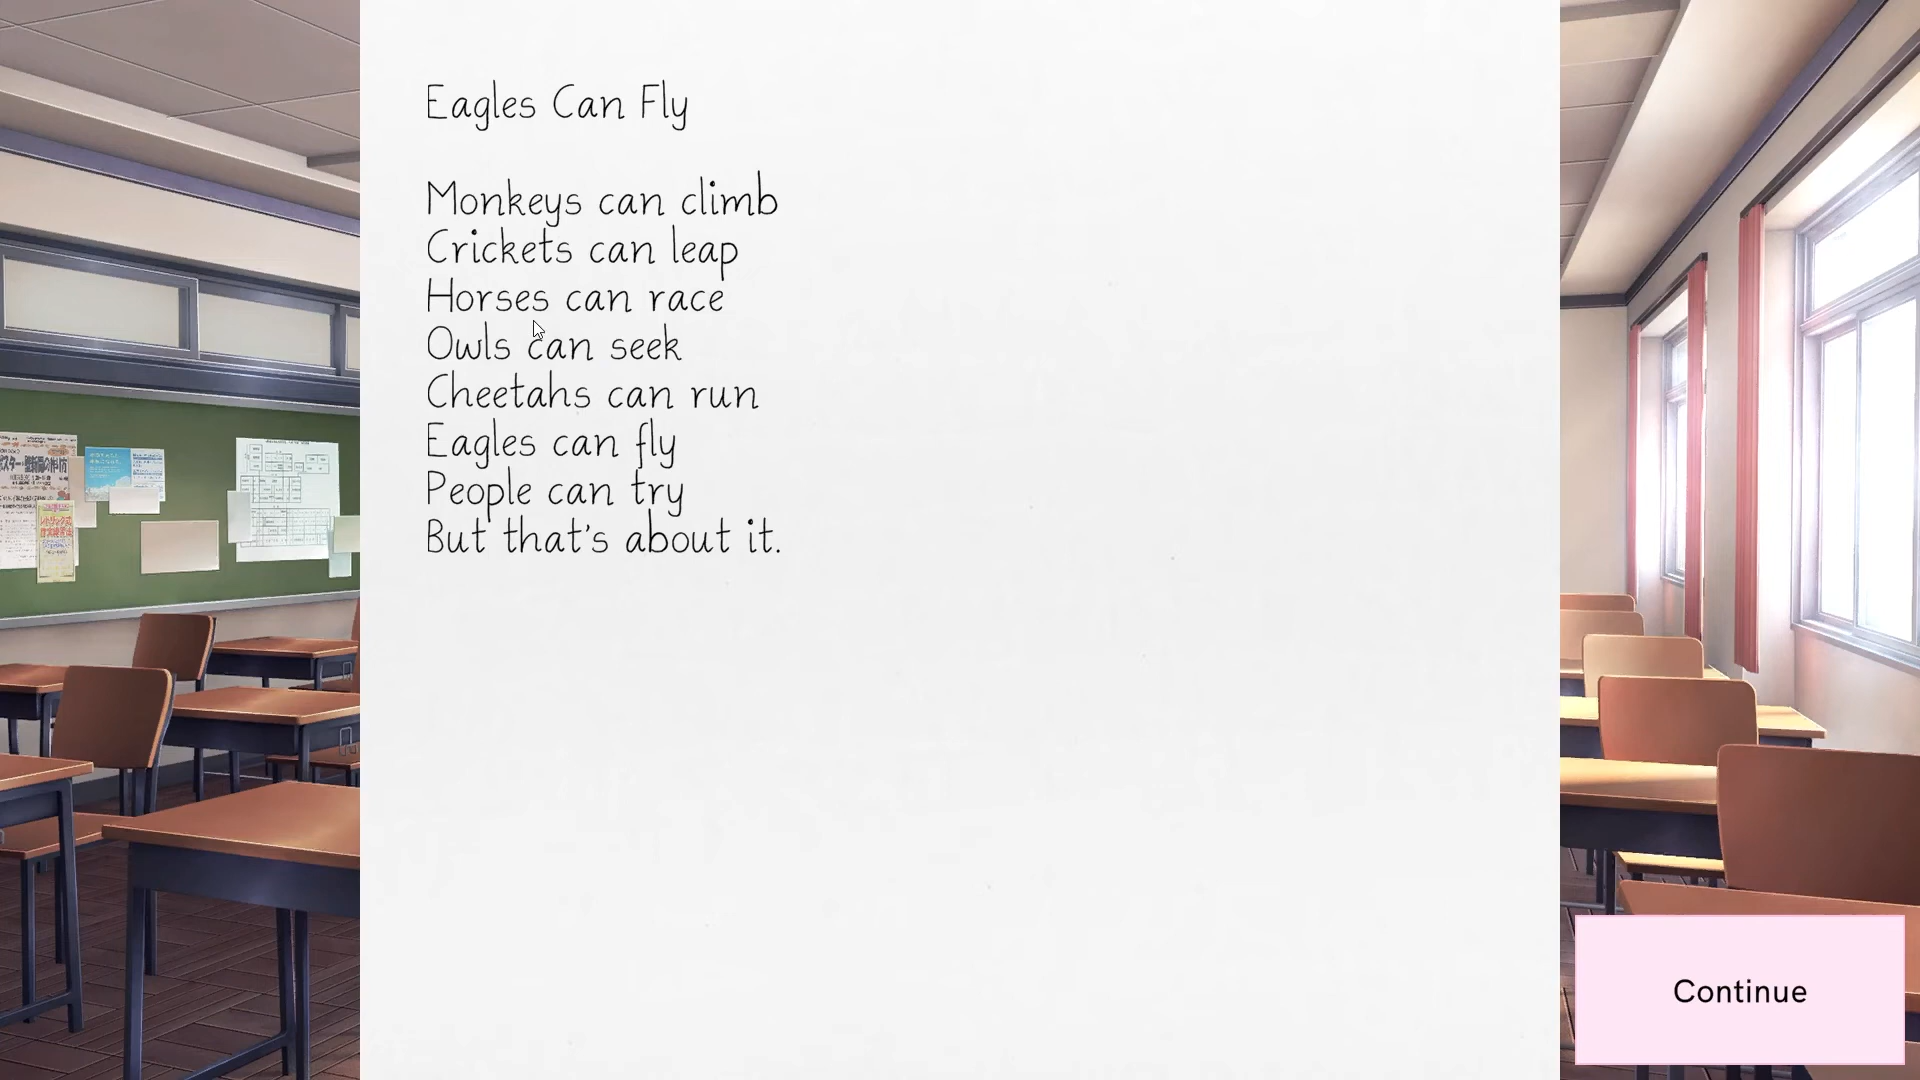 Eagles Can Fly
Monkeys can climb
Crickets can leap
Horses can race
Owls can seek
Cheetahs can run
Eagles can fly
People can try
But that's about it.
Continue